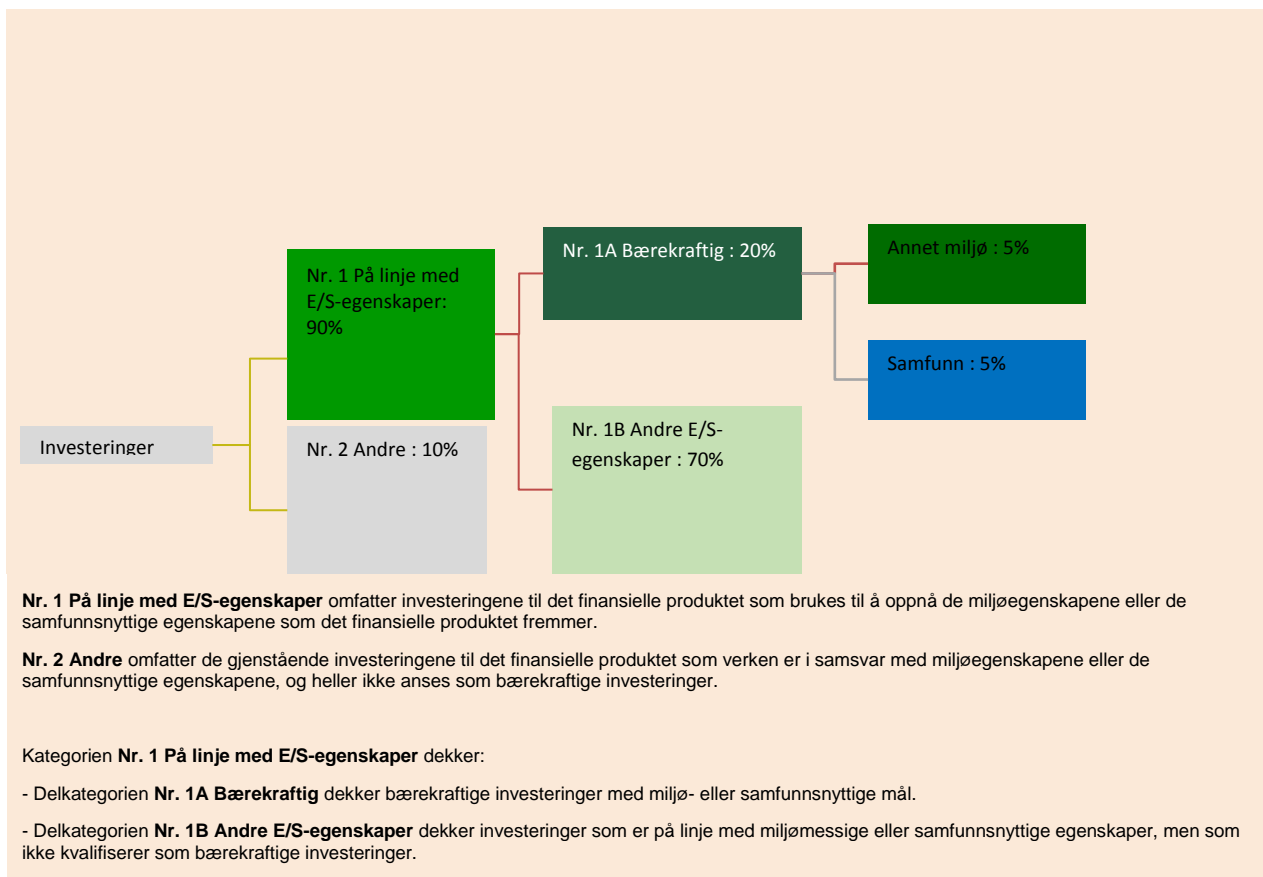 Nr. 1A Bærekraftig : 20%
Annet miljø : 5%
Nr. 1 På linje med
E/S-egenskaper:
90%
Samfunn : 5%
Investeringer
Nr. 2 Andre : 10%
Nr. 1B Andre E/S-
egenskaper : 70%
Nr. 1 På linje med E/S-egenskaper omfatter investeringene til det finansielle produktet som brukes til å oppnå de miljøegenskapene eller de
samfunnsnyttige egenskapene som det finansielle produktet fremmer.
Nr. 2 Andre omfatter de gjenstående investeringene til det finansielle produktet som verken er i samsvar med miljøegenskapene eller de
samfunnsnyttige egenskapene, og heller ikke anses som bærekraftige investeringer.
Kategorien Nr. 1 På linje med E/S-egenskaper dekker:
- Delkategorien Nr. 1A Bærekraftig dekker bærekraftige investeringer med miljø- eller samfunnsnyttige mål.
- Delkategorien Nr. 1B Andre E/S-egenskaper dekker investeringer som er på linje med miljømessige eller samfunnsnyttige egenskaper, men som
ikke kvalifiserer som bærekraftige investeringer.